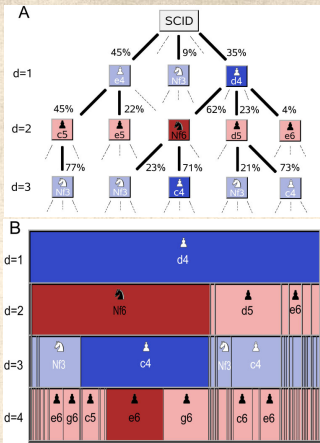 A
SCID
45% 9% 35%
d=1 e4 Nf3 d4
45% 22% 62% 23% 4%
d=2 c5 e5 Nf6 d5 e6
77% 23% 71% 21% 73%
d=3 Nf3 Nf3 c4 Nf3 c4
B
d=1 d4
d=2 Nf6 d5 e6
d=3 Nf3 c4 Nf3 c4
d=4 e6 g6 c5 e6 g6 c6 e6